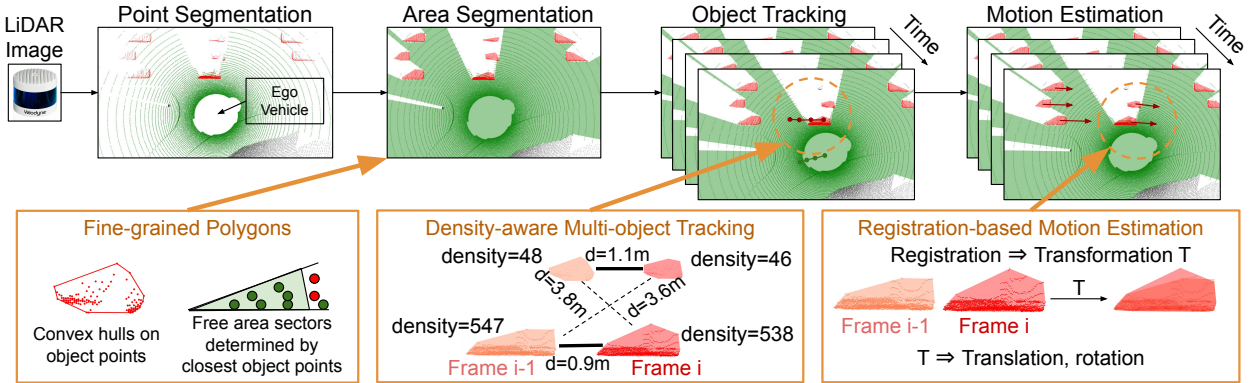 LiDAR
Image
Velodyne
Point Segmentation
Ego
Vehicle
Area Segmentation
Object Tracking
Time
Motion Estimation
Time
Fine-grained Polygons
Convex hulls on
object points
Free area sectors
determined by
closest object points
Density-aware Multi-object Tracking
density=48
d=1.1m
density=46
d=3.8m
d=3.6m
density=547
density=538
Frame i-1
d=0.9m
Frame i
Registration-based Motion Estimation
Registration ⇒ Transformation T
T
Frame i-1
Frame i
T ⇒ Translation, rotation